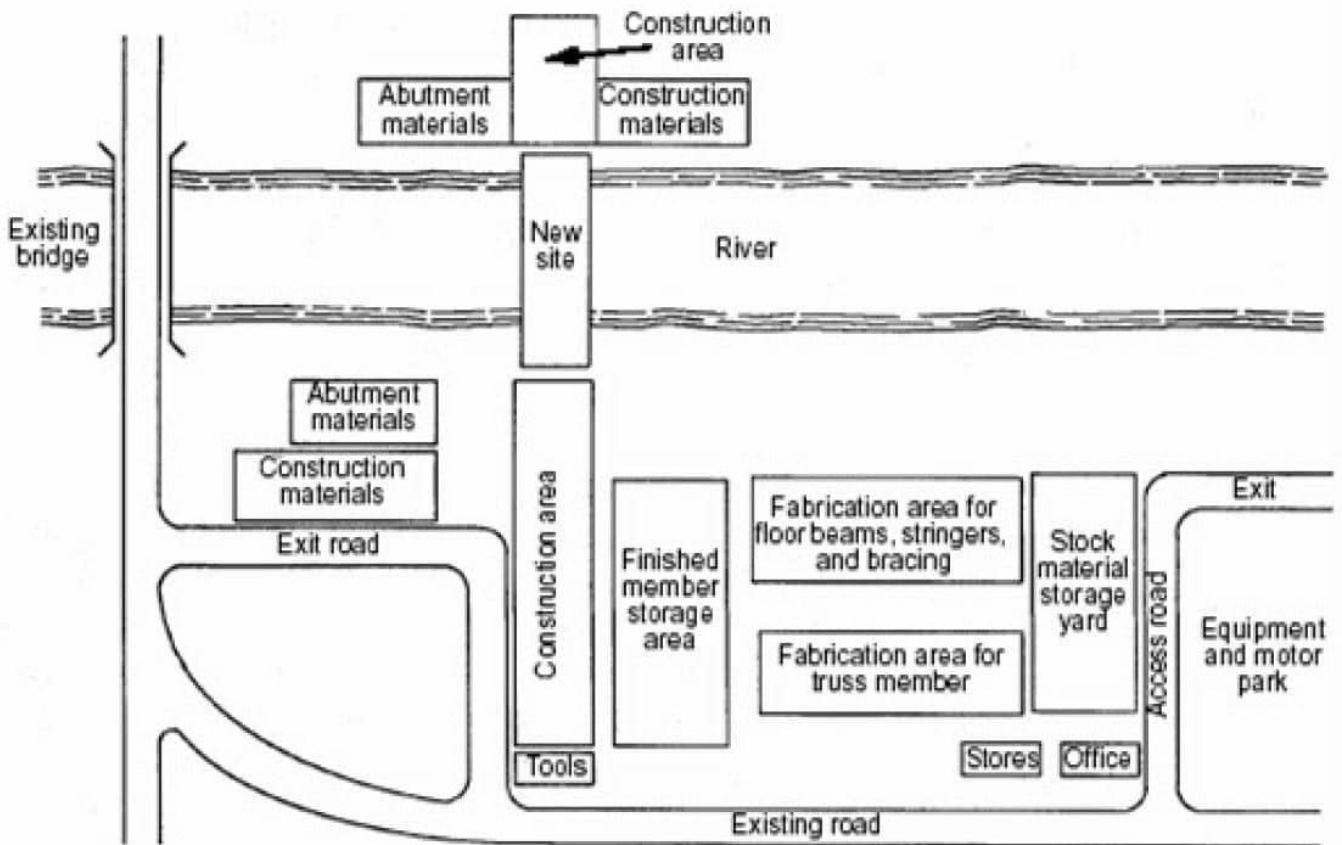 Construction
area
Abutment
materials
Construction
materials
Existing
bridge
New
site
River
Abutment
materials
Construction
materials
Exit road
Construction area
Finished
member
storage
area
Fabrication area for
floor beams, stringers,
and bracing
Fabrication area for
truss member
Stock
material
storage
yard
Exit
Access road
Equipment
and motor
park
Tools
Stores
Office
Existing road